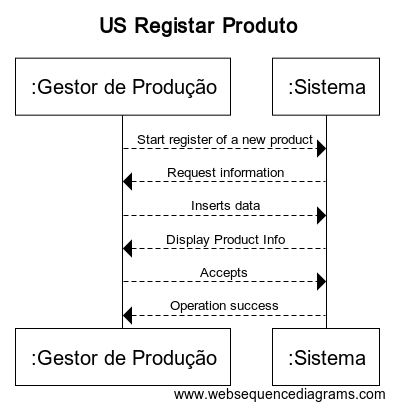 US Registar Produto
:Gestor de Produção
:Sistema
Start register of a new product
Request information
Inserts data
Display Product Info
Accepts
Operation success
:Gestor de Produção
:Sistema
www.websequencediagrams.com